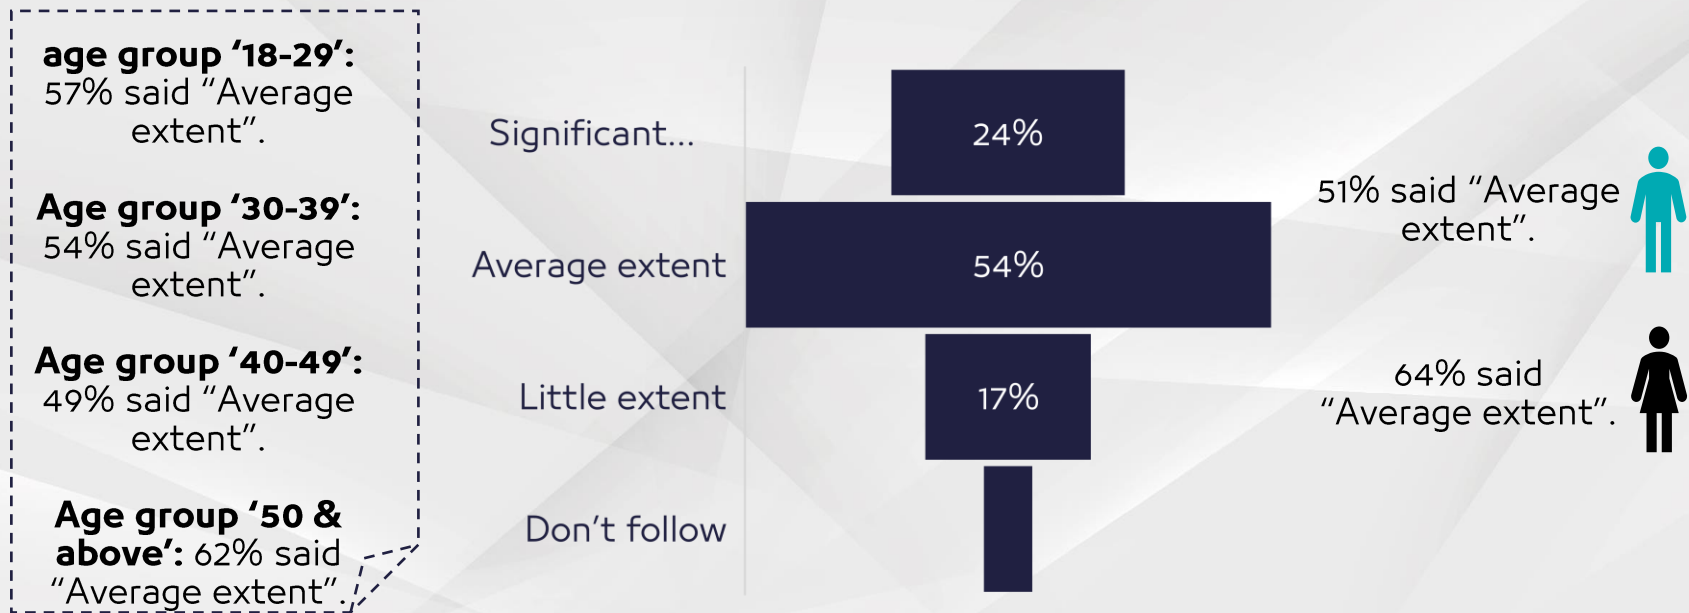 age group ‘18-29’:
57% said “Average
extent”.
Age group ‘30-39’:
54% said “Average
extent”.
Age group ‘40-49’:
49% said “Average
extent”.
Age group ‘50 &
above’: 62% said
“Average extent”.
Significant...
24%
Average extent
54%
Little extent
17%
Don’t follow
51% said “Average
extent”.
64% said
“Average extent”.